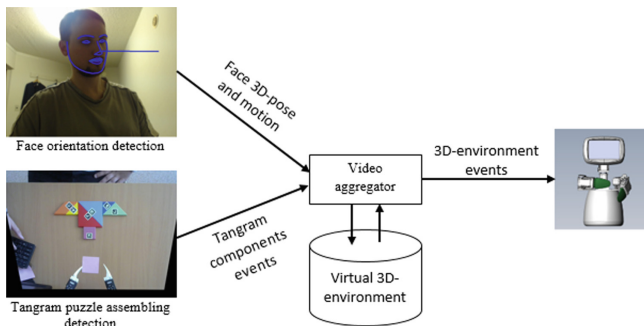 Face orientation detection
Tangram puzzle assembling
detection
Face 3D-pose
and motion
Tangram
components
events
Video
aggregator
Virtual 3D-
environment
3D-environment
events